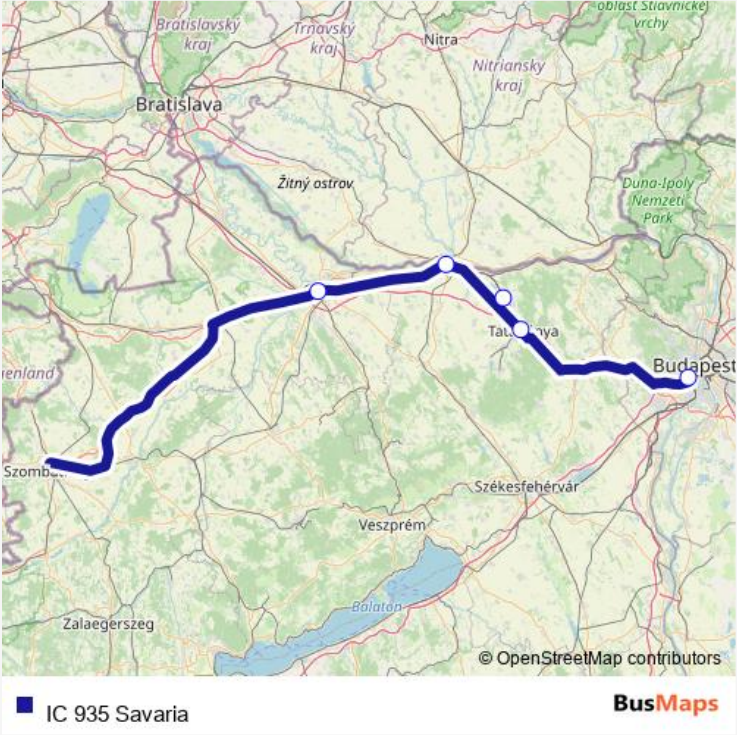 oblasť Štiavnické
vrchy
Bratislavský
kraj
Trnavský
kraj
Nitra
Nitriansky
kraj
Bratislava
Žitný ostrov
Duna-Ipoly
Nemzeti
Park
Budapest
Székesfehérvár
Veszprém
Balaton
Zalaegerszeg
© OpenStreetMap contributors
IC 935 Savaria
BusMaps